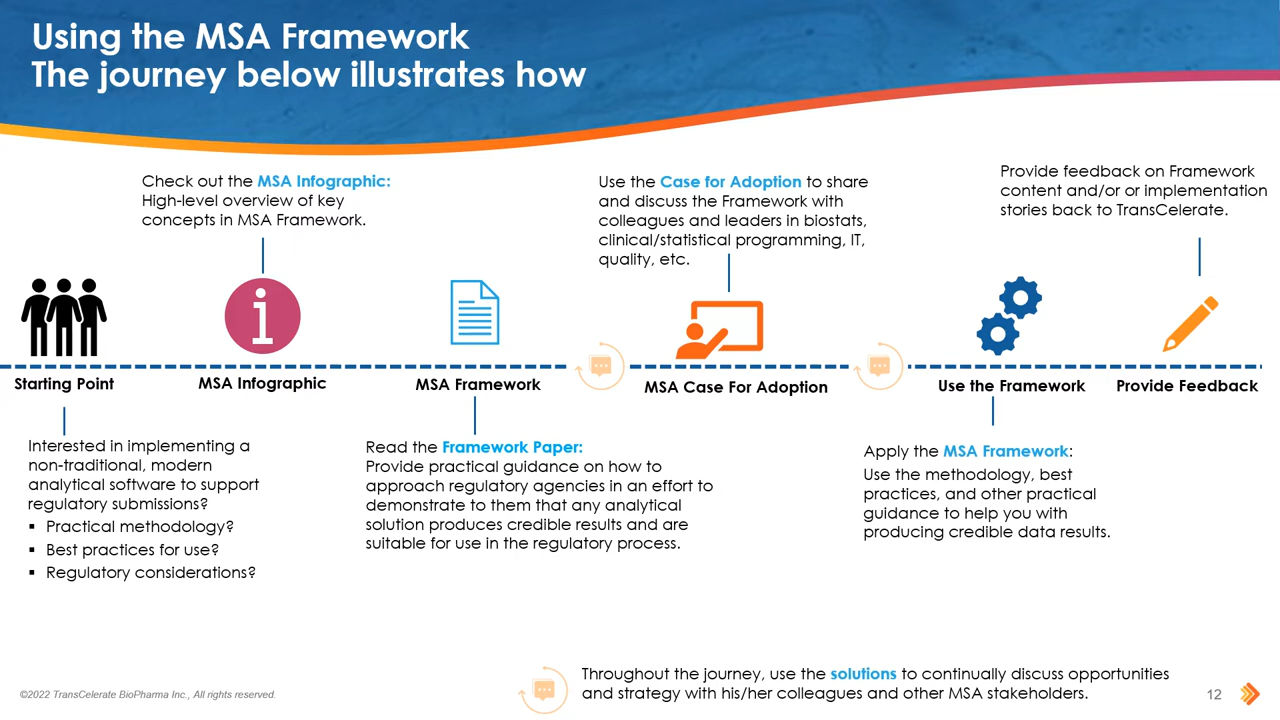 Using the MSA Framework
The journey below illustrates how
Check out the MSA Infographic:
High-level overview of key
concepts in MSA Framework.
Use the Case for Adoption to share
and discuss the Framework with
colleagues and leaders in biostats,
clinical/statistical programming, IT,
quality, etc.
Provide feedback on Framework
content and/or or implementation
stories back to TransCelerate.
Starting Point
MSA Infographic
MSA Framework
MSA Case For Adoption
Use the Framework
Provide Feedback
Interested in implementing a
non-traditional, modern
analytical software to support
regulatory submissions?
▪ Practical methodology?
▪ Best practices for use?
▪ Regulatory considerations?
Read the Framework Paper:
Provide practical guidance on how to
approach regulatory agencies in an effort to
demonstrate to them that any analytical
solution produces credible results and are
suitable for use in the regulatory process.
Apply the MSA Framework:
Use the methodology, best
practices, and other practical
guidance to help you with
producing credible data results.
Throughout the journey, use the solutions to continually discuss opportunities
and strategy with his/her colleagues and other MSA stakeholders.
©2022 TransCelerate BioPharma Inc., All rights reserved.
12